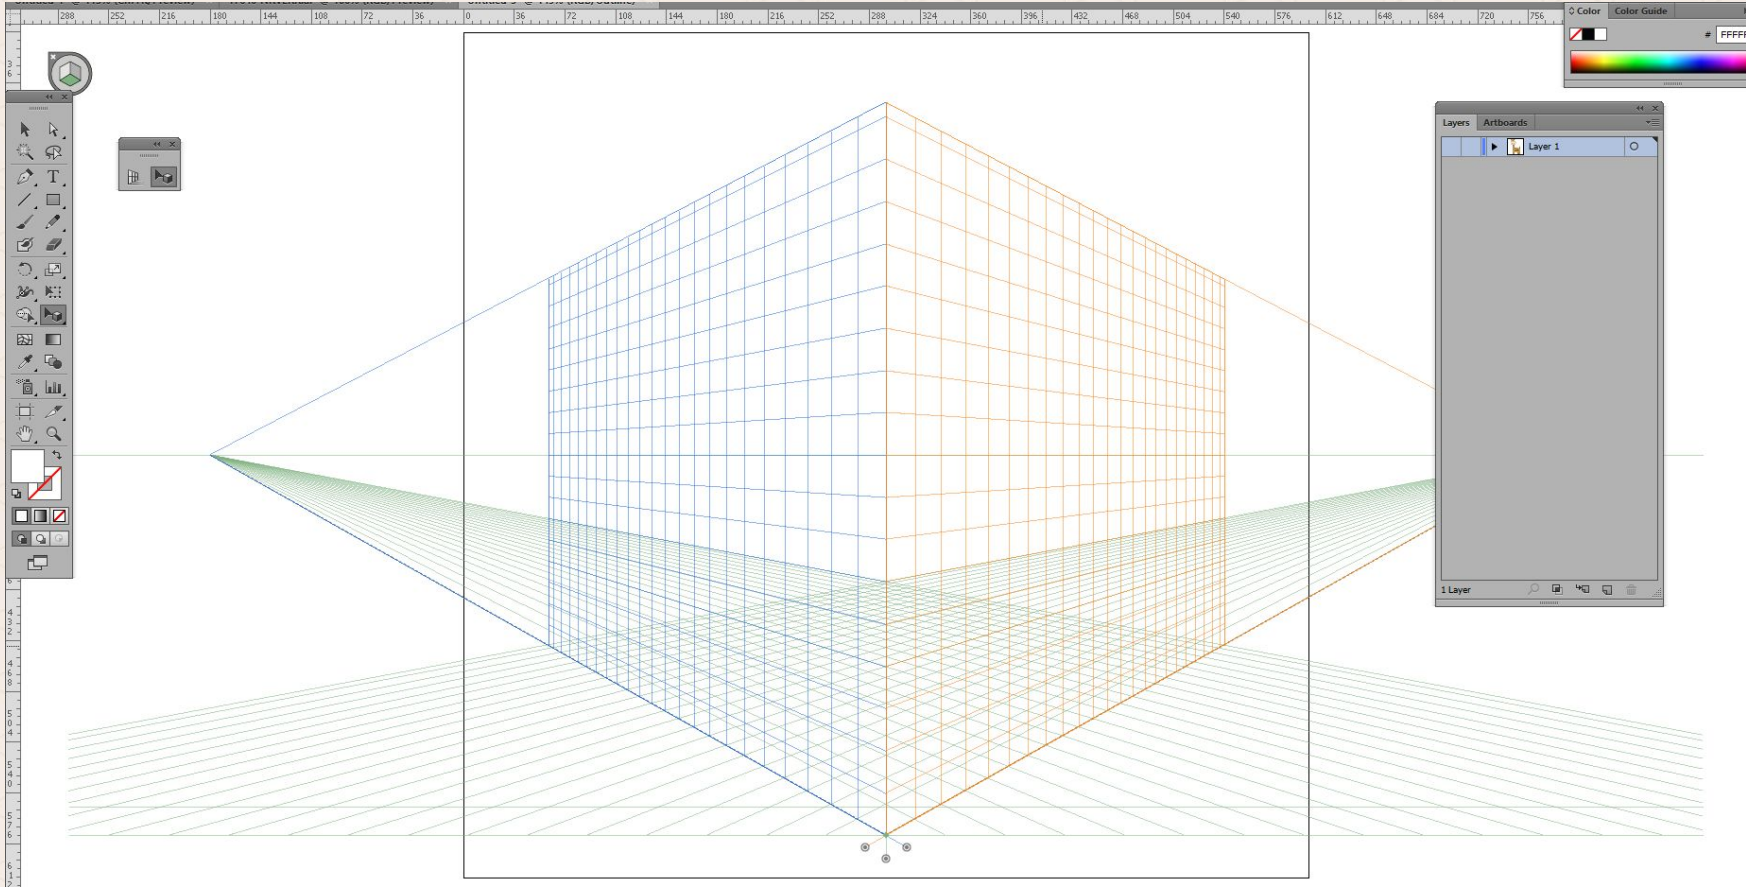 288 252 216 180 144 108 72 36 0 36 72 108 144 180 216 252 288 324 360 396 432 468 504 540 576 612 648 684 720 756
Color Color Guide
# FFFFF
Layers Artboards
Layer 1
1 Layer